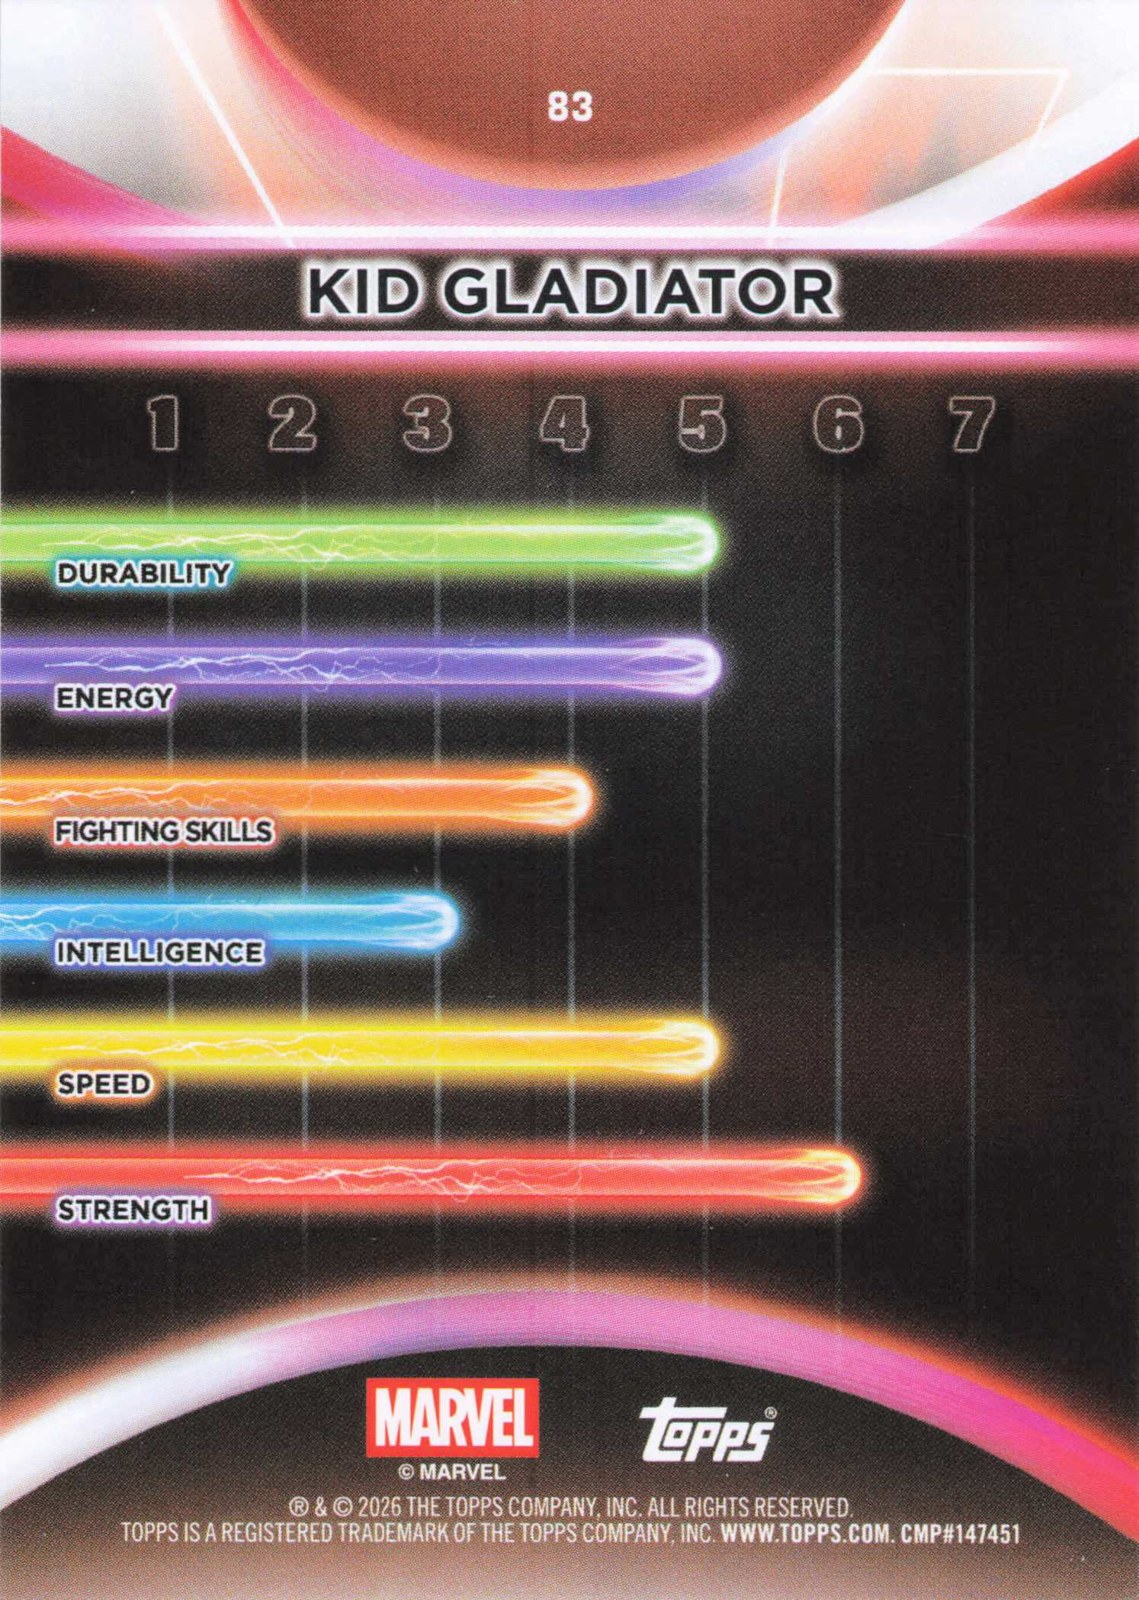 83
KID GLADIATOR
1 2 3 4 5 6 7
DURABILITY
ENERGY
FIGHTING SKILLS
INTELLIGENCE
SPEED
STRENGTH
MARVEL
TOPPS®
© MARVEL
® & © 2026 THE TOPPS COMPANY, INC. ALL RIGHTS RESERVED.
TOPPS IS A REGISTERED TRADEMARK OF THE TOPPS COMPANY, INC. WWW.TOPPS.COM. CMP#147451